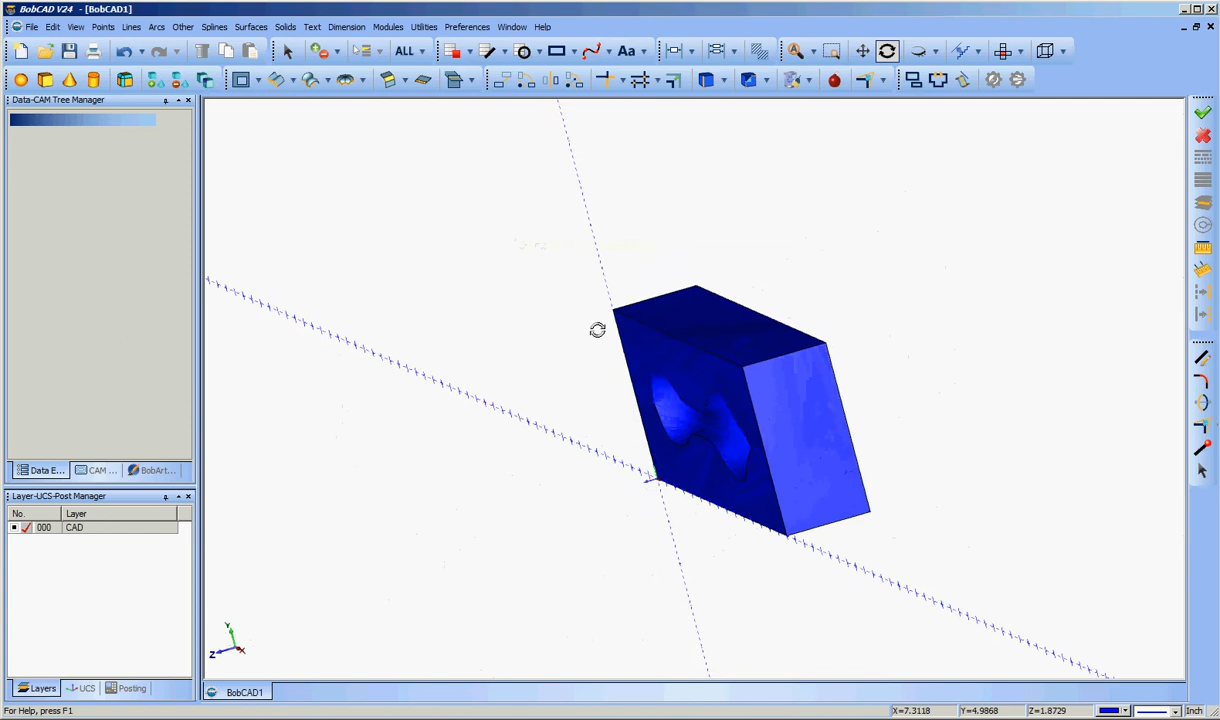 BobCAD V24 - [BobCAD1]
File Edit View Points Lines Arcs Other Splines Surfaces Solids Text Dimension Modules Utilities Preferences Window Help
ALL Aa
Data-CAM Tree Manager
Data E... CAM ... BobArt...
Layer-UCS-Post Manager
No. Layer
000 CAD
Y
Z X
Layers UCS Posting
BobCAD1
For Help, press F1 X=7.3118 Y=4.9868 Z=1.8729 Inch